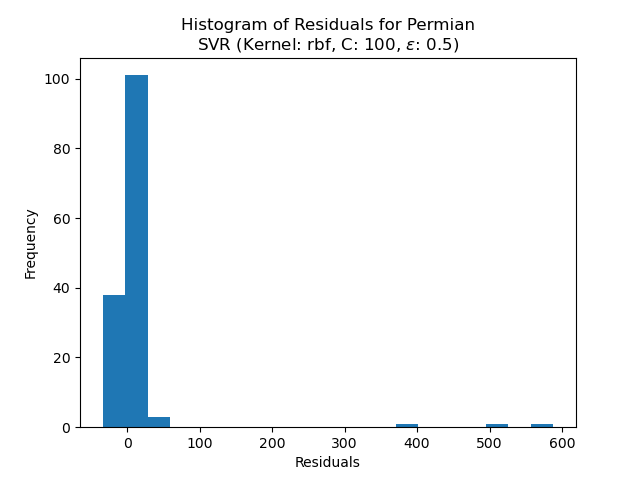 Histogram of Residuals for Permian
SVR (Kernel: rbf, C: 100, ε: 0.5)
100
80
60
40
20
0
Frequency
0 100 200 300 400 500 600
Residuals